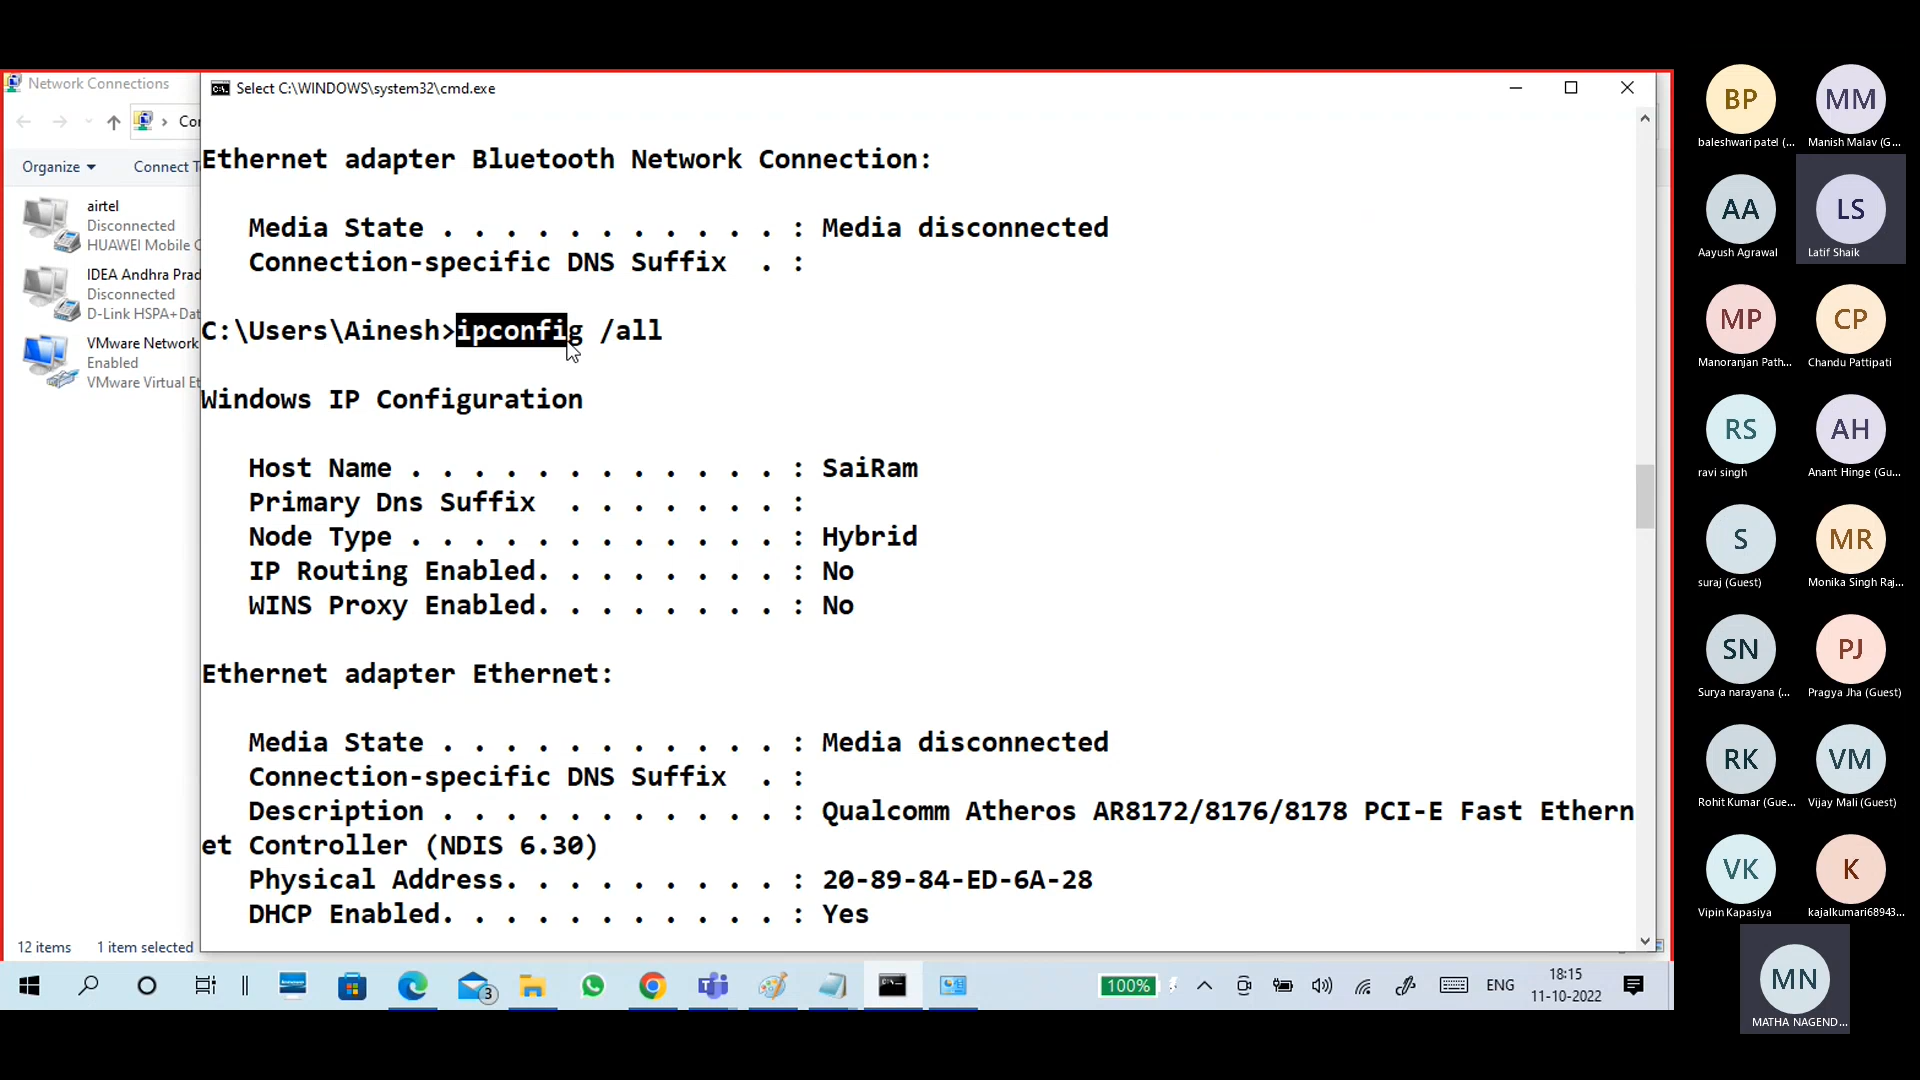 Network Connections
Select C:\WINDOWS\system32\cmd.exe
Organize
airtel
Disconnected
HUAWEI Mobile
IDEA Andhra
Disconnected
D-Link
VMware Network
Enabled
VMware Virtual
12 items 1 item selected
Ethernet adapter Bluetooth Network Connection:
Media State . . . . . . . . . . . : Media disconnected
Connection-specific DNS Suffix . :
C:\Users\Ainesh>ipconfig /all
Windows IP Configuration
Host Name . . . . . . . . . . . . : SaiRam
Primary Dns Suffix . . . . . . . :
Node Type . . . . . . . . . . . . : Hybrid
IP Routing Enabled. . . . . . . . : No
WINS Proxy Enabled. . . . . . . . : No
Ethernet adapter Ethernet:
Media State . . . . . . . . . . . : Media disconnected
Connection-specific DNS Suffix . :
Description . . . . . . . . . . . : Qualcomm Atheros AR8172/8176/8178 PCI-E Fast Ethern
et Controller (NDIS 6.30)
Physical Address. . . . . . . . . : 20-89-84-ED-6A-28
DHCP Enabled. . . . . . . . . . . : Yes
3
100%
ENG
18:15
11-10-2022
BP
baleshwari patel (...
MM
Manish Malav (G...
AA
Aayush Agrawal
LS
Latif Shaik
MP
Manoranjan Path...
CP
Chandu Pattipati
RS
ravi singh
AH
Anant Hinge (Gu...
S
suraj (Guest)
MR
Monika Singh Raj...
SN
Surya narayana (...
PJ
Pragya Jha (Guest)
RK
Rohit Kumar (Gue...
VM
Vijay Mali (Guest)
VK
Vipin Kapasiya
K
kajalkumari68943...
MN
MATHA NAGEND...